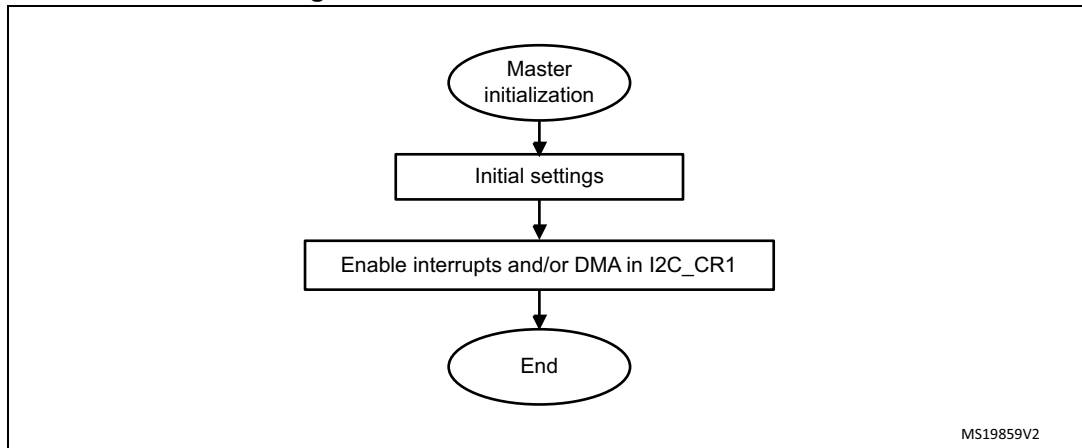 Master
initialization
Initial settings
Enable interrupts and/or DMA in I2C_CR1
End
MS19859V2